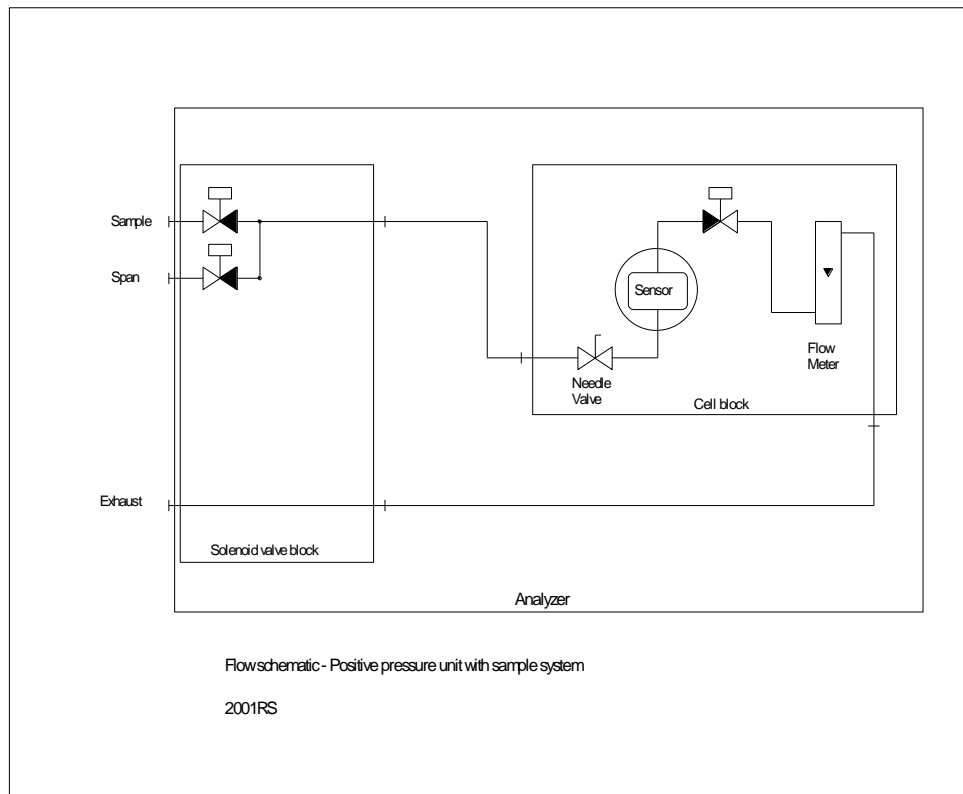 Sample
Span
Sensor
Flow
Meter
Needle
Valve
Cell block
Exhaust
Solenoid valve block
Analyzer
Flow schematic - Positive pressure unit with sample system
2001RS